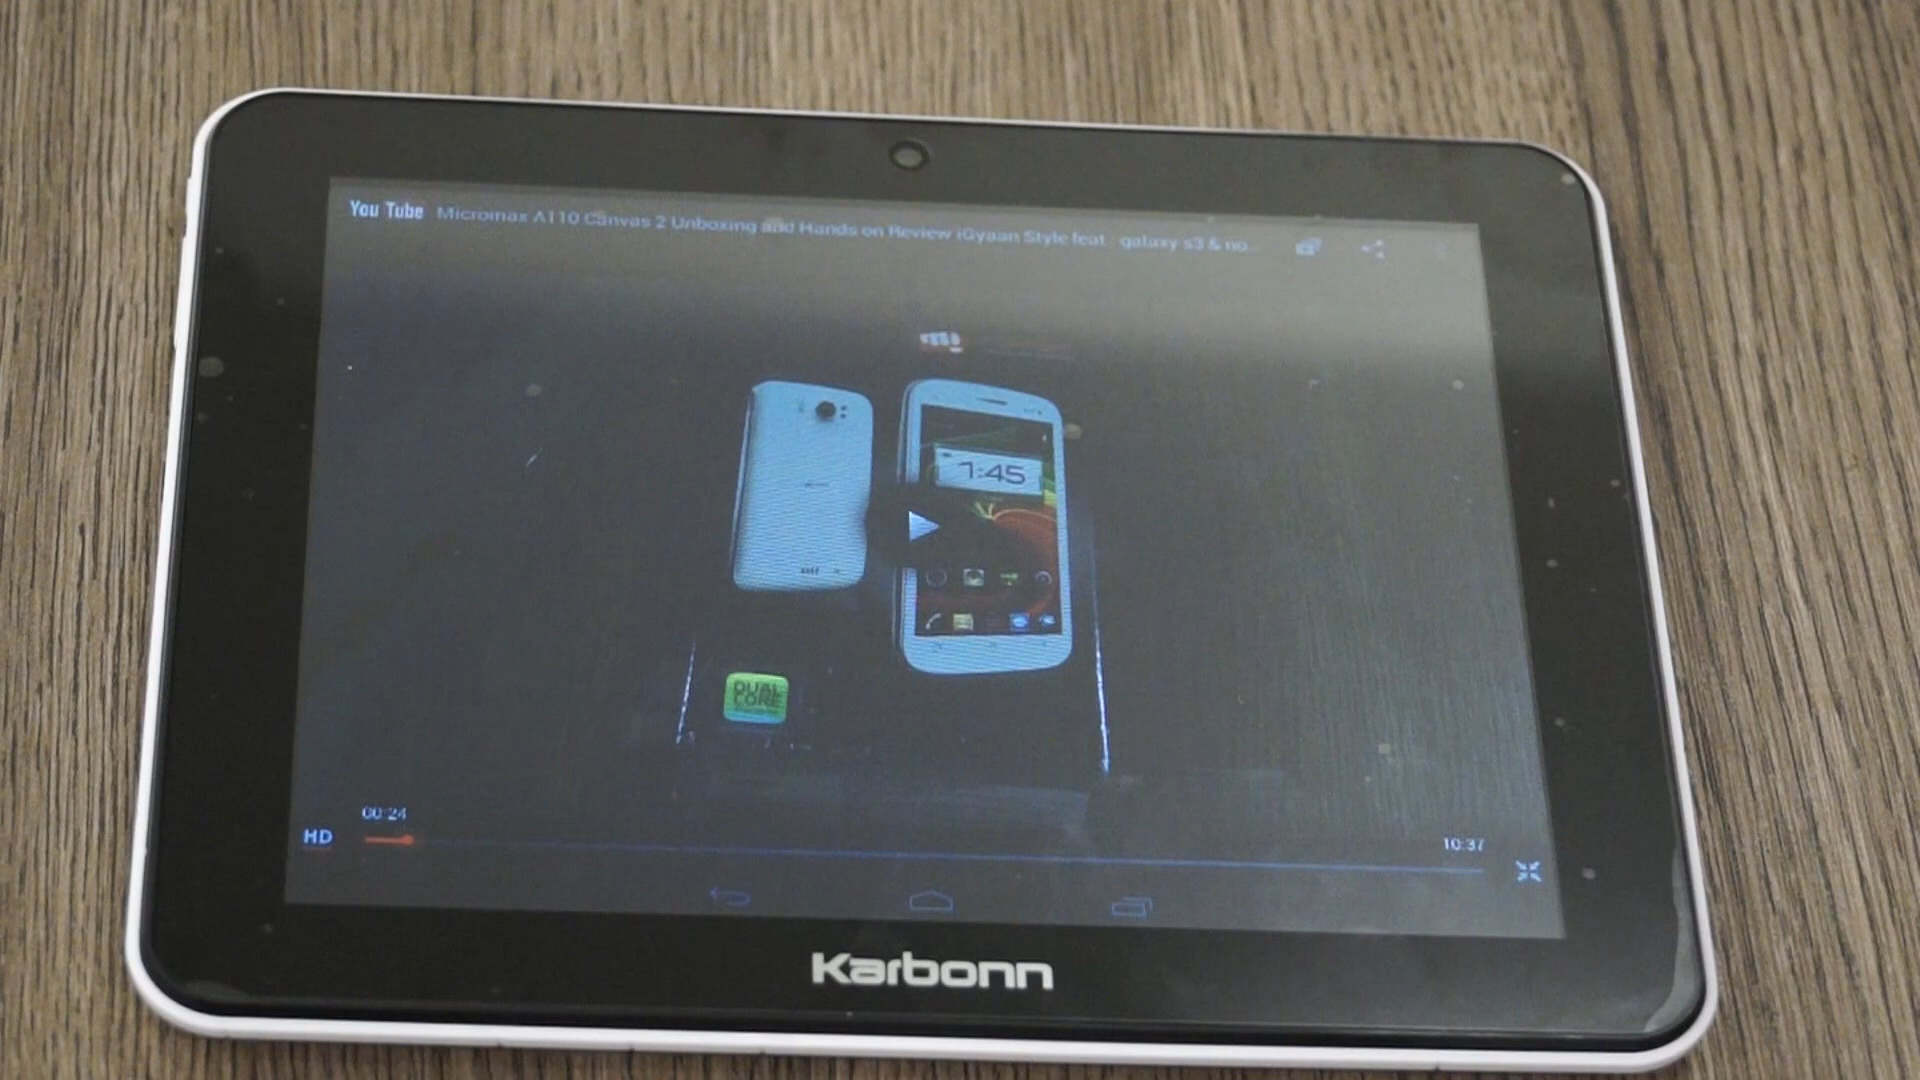 You Tube Micromax A110 Canvas 2 Unboxing and Hands on Review iGyaan Style feat : galaxy s3 & no...
1:45
DUAL
CORE
00:24
HD
10:37
Karbonn